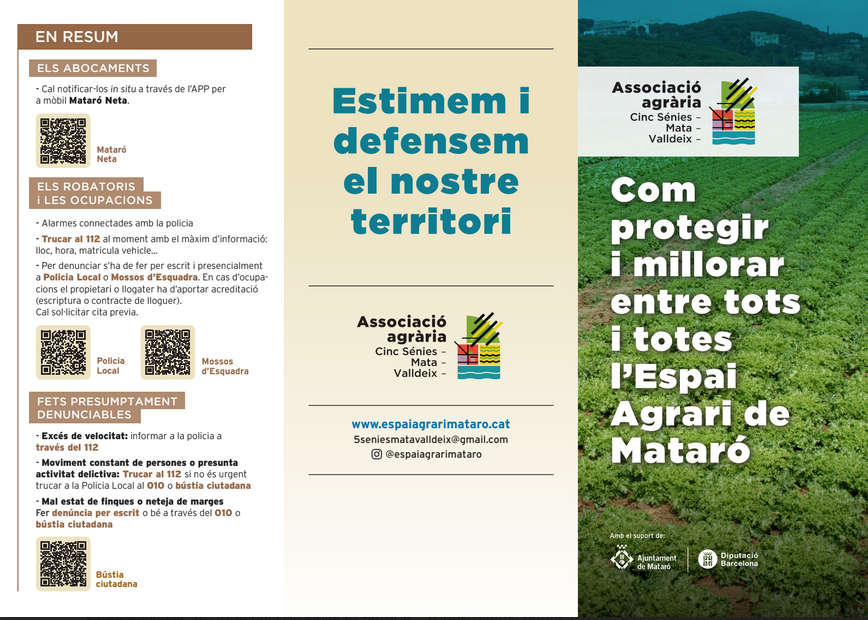 EN RESUM
ELS ABOCAMENTS
- Cal notificar-los in situ a través de l'APP per
a mòbil Mataró Neta.
Mataró
Neta
ELS ROBATORIS
i LES OCUPACIONS
- Alarmes connectades amb la policia
- Trucar al 112 al moment amb el màxim d'informació:
lloc, hora, matricula vehicle...
- Per denunciar s'ha de fer per escrit i presencialment
a Policia Local o Mossos d'Esquadra. En cas d'ocupa-
cions el propietari o llogater ha d'aportar acreditació
(escriptura o contracte de lloguer).
Cal sol·licitar cita previa.
Policia
Local
Mossos
d'Esquadra
FETS PRESUMPTAMENT
DENUNCIABLES
- Excés de velocitat: informar a la policia a
través del 112
- Moviment constant de persones o presunta
activitat delictiva: Trucar al 112 si no és urgent
trucar a la Policia Local al 010 o bústia ciutadana
- Mal estat de finques o neteja de marges
Fer denúncia per escrit o bé a través del 010 o
bústia ciutadana
Bústia
ciutadana
Estimem i
defensem
el nostre
territori
Associació
agrària
Cinc Sénies –
Mata –
Valldeix –
www.espaiagrarimataro.cat
5seniesmatavalldeix@gmail.com
@espaiagrarimataro
Associació
agrària
Cinc Sénies –
Mata –
Valldeix –
Com
protegir
i millorar
entre tots
i totes
l'Espai
Agrari de
Mataró
Amb el suport de:
Ajuntament
de Mataró
Diputació
Barcelona